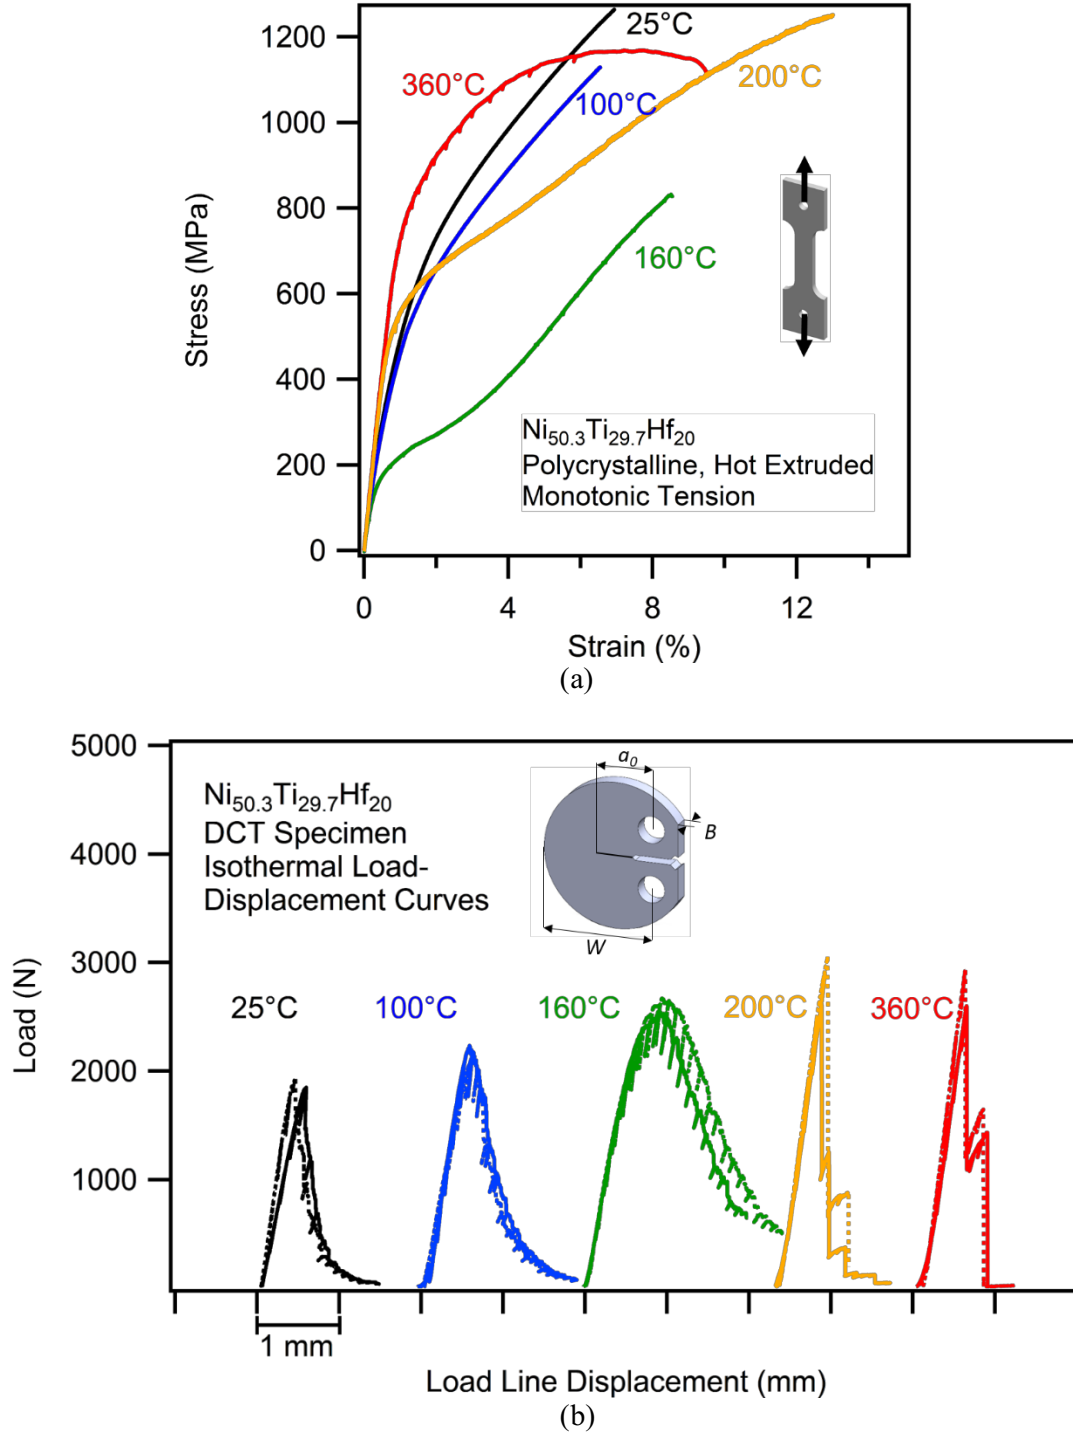 1200
1000
800
600
400
200
0
Stress (MPa)
25°C
360°C
100°C
200°C
160°C
Ni50.3Ti29.7Hf20
Polycrystalline, Hot Extruded
Monotonic Tension
0 4 8 12
Strain (%)
(a)
5000
4000
3000
2000
1000
Load (N)
Ni50.3Ti29.7Hf20
DCT Specimen
Isothermal Load-
Displacement Curves
a0
B
W
25°C 100°C 160°C 200°C 360°C
1 mm
Load Line Displacement (mm)
(b)